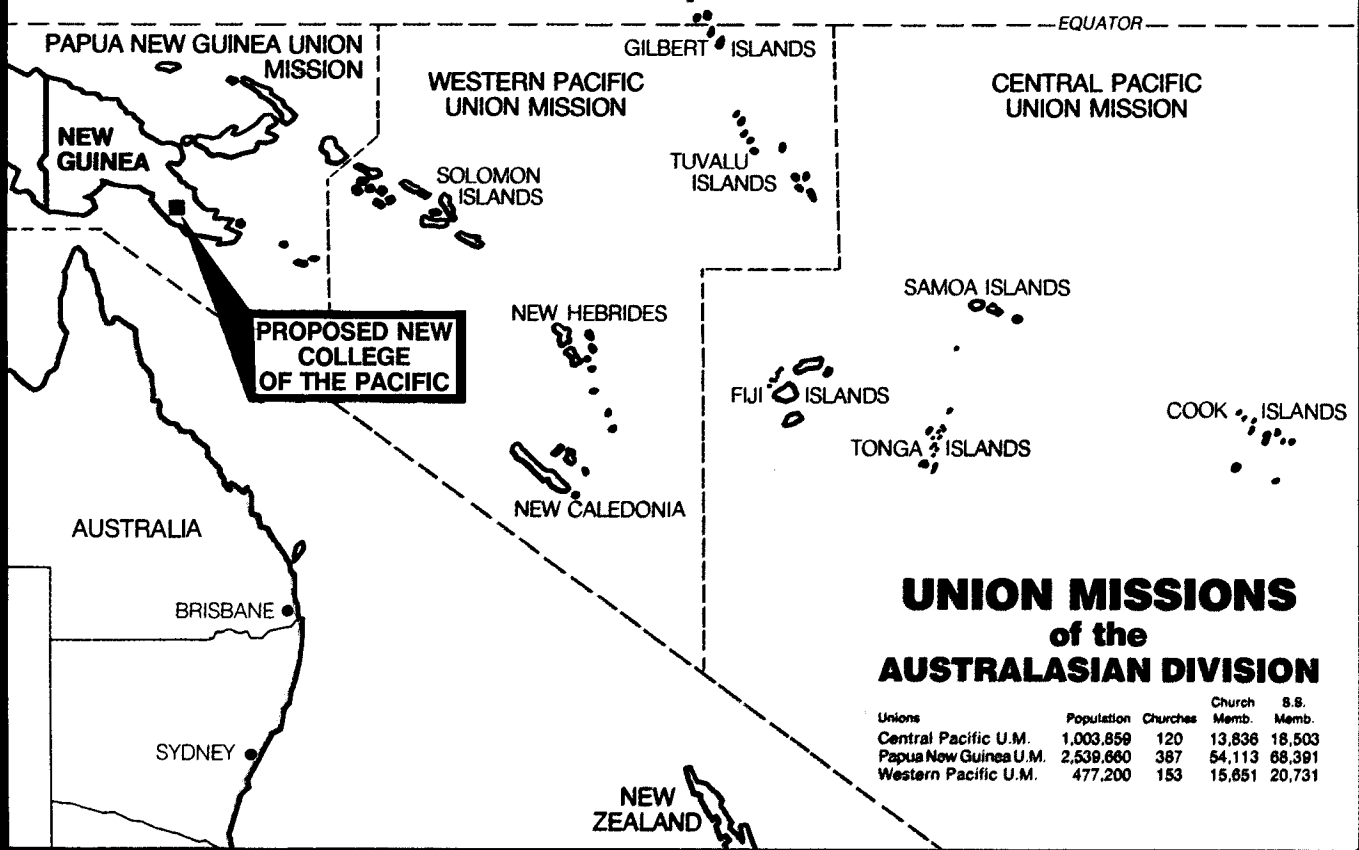 EQUATOR
PAPUA NEW GUINEA UNION
MISSION
GILBERT ISLANDS
WESTERN PACIFIC
UNION MISSION
CENTRAL PACIFIC
UNION MISSION
NEW
GUINEA
TUVALU
ISLANDS
SOLOMON
ISLANDS
SAMOA ISLANDS
NEW HEBRIDES
PROPOSED NEW
COLLEGE
OF THE PACIFIC
FIJI ISLANDS
COOK ISLANDS
TONGA ISLANDS
NEW CALEDONIA
AUSTRALIA
BRISBANE
SYDNEY
NEW
ZEALAND
UNION MISSIONS
of the
AUSTRALASIAN DIVISION
Church S.S.
Unions Population Churches Memb. Memb.
Central Pacific U.M. 1,003,859 120 13,836 18,503
Papua New Guinea U.M. 2,539,660 387 54,113 68,391
Western Pacific U.M. 477,200 153 15,651 20,731